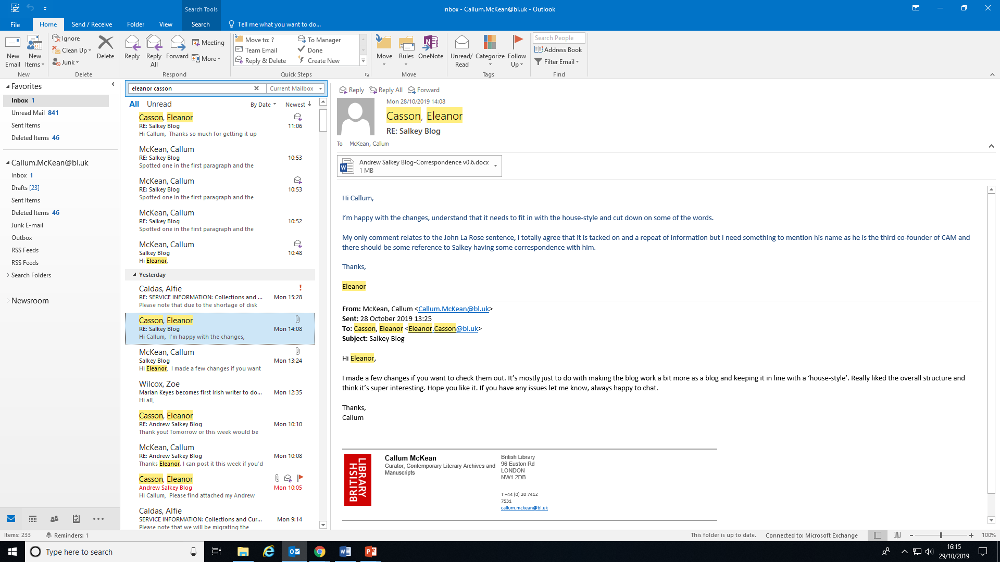 Search Tools
Inbox - Callum.McKean@bl.uk - Outlook
File
Home
Send / Receive
Folder
View
Search
Tell me what you want to do...
New Email
New Items
New
Ignore
Clean Up
Junk
Delete
Delete
Reply
Reply All
Forward
Meeting
More
Respond
Move to: ?
Team Email
Reply & Delete
To Manager
Done
Create New
Quick Steps
Move
Rules
OneNote
Move
Unread/ Read
Categorize
Follow Up
Tags
Search People
Address Book
Filter Email
Find
Favorites
Inbox 1
Unread Mail 841
Sent Items
Deleted Items 46
Callum.McKean@bl.uk
Inbox 1
Drafts [23]
Sent Items
Deleted Items 46
Junk E-mail
Outbox
RSS Feeds
RSS Feeds
Search Folders
Newsroom
eleanor casson
Current Mailbox
All Unread
By Date Newest
Casson, Eleanor
RE: Salkey Blog 11:06
Hi Callum, Thanks so much for getting it up
McKean, Callum
RE: Salkey Blog 10:53
Spotted one in the first paragraph and the
McKean, Callum
RE: Salkey Blog 10:53
Spotted one in the first paragraph and the
McKean, Callum
RE: Salkey Blog 10:52
Spotted one in the first paragraph and the
McKean, Callum
Salkey Blog 10:48
Hi Eleanor,
Yesterday
Caldas, Alfie
RE: SERVICE INFORMATION: Collections and ... Mon 15:28
Please note that due to the shortage of disk
Casson, Eleanor
RE: Salkey Blog Mon 14:08
Hi Callum, I'm happy with the changes,
McKean, Callum
Salkey Blog Mon 13:24
Hi Eleanor, I made a few changes if you want
Wilcox, Zoe
Marian Keyes becomes first Irish writer to do... Mon 12:35
Hi all,
Casson, Eleanor
RE: Andrew Salkey Blog Mon 10:10
Thank you! Tomorrow or this week would be
McKean, Callum
RE: Andrew Salkey Blog Mon 10:08
Thanks Eleanor. I can post it this week if you'd
Casson, Eleanor
Andrew Salkey Blog Mon 10:05
Hi Callum, Please find attached my Andrew
Caldas, Alfie
SERVICE INFORMATION: Collections and Cur... Mon 9:14
Please note that we will be migrating the
Reply Reply All Forward
Mon 28/10/2019 14:08
Casson, Eleanor
RE: Salkey Blog
To McKean, Callum
Andrew Salkey Blog-Correspondence v0.6.docx
1 MB
Hi Callum,
I'm happy with the changes, understand that it needs to fit in with the house-style and cut down on some of the words.
My only comment relates to the John La Rose sentence, I totally agree that it is tacked on and a repeat of information but I need something to mention his name as he is the third co-founder of CAM and
there should be some reference to Salkey having some correspondence with him.
Thanks,
Eleanor
From: McKean, Callum <Callum.McKean@bl.uk>
Sent: 28 October 2019 13:25
To: Casson, Eleanor <Eleanor.Casson@bl.uk>
Subject: Salkey Blog
Hi Eleanor,
I made a few changes if you want to check them out. It's mostly just to do with making the blog work a bit more as a blog and keeping it in line with a 'house-style'. Really liked the overall structure and
think it's super interesting. Hope you like it. If you have any issues let me know, always happy to chat.
Thanks,
Callum
BRITISH
LIBRARY
Callum McKean
Curator, Contemporary Literary Archives and
Manuscripts
British Library
96 Euston Rd
LONDON
NW1 2DB
T +44 (0) 20 7412
7531
callum.mckean@bl.uk
Items: 233
Reminders: 1
This folder is up to date.
Connected to: Microsoft Exchange
100%
Type here to search
16:15
29/10/2019